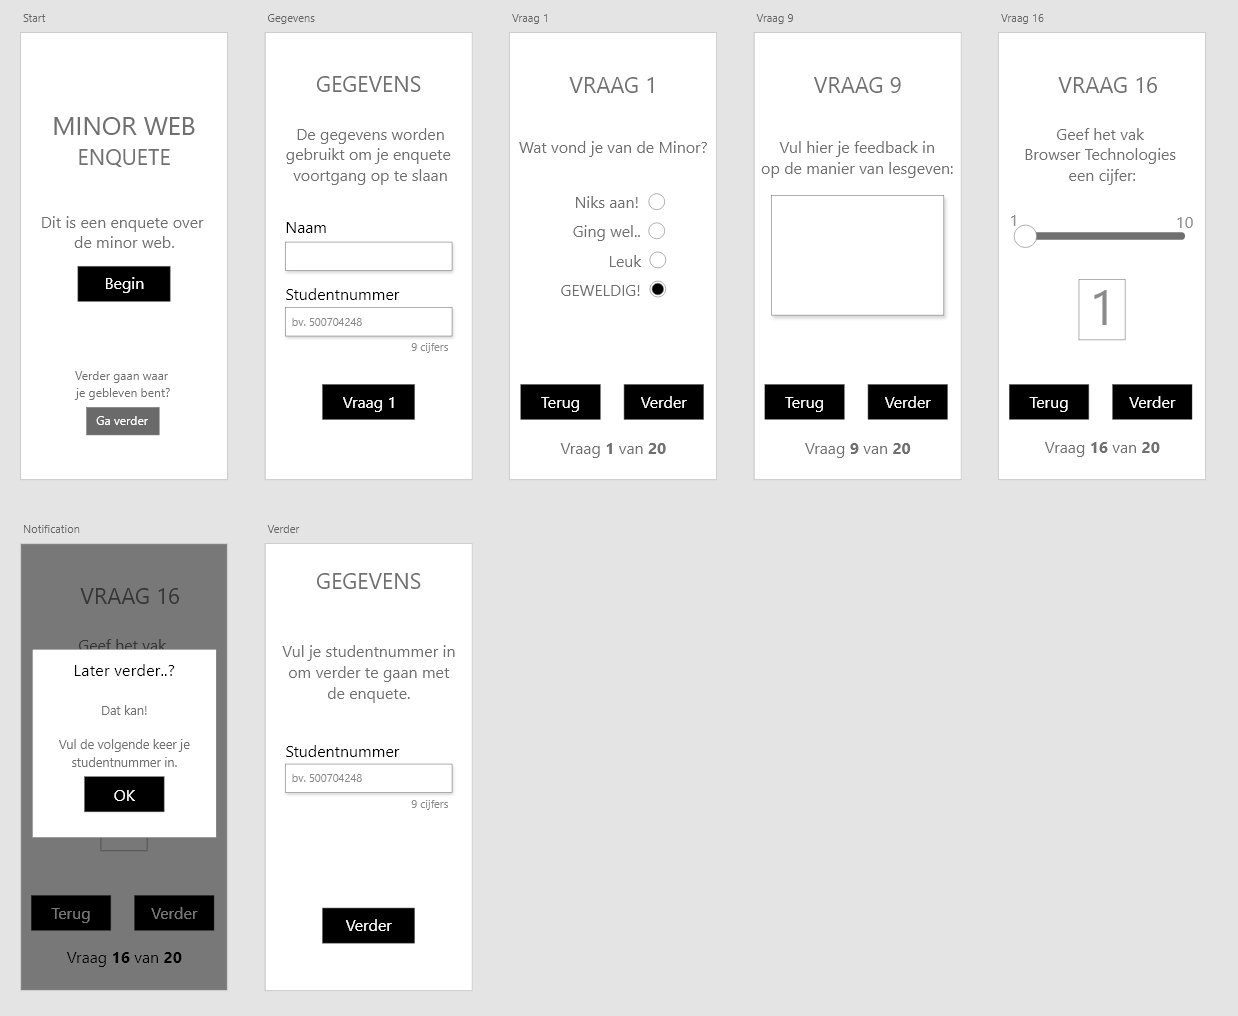 Start
MINOR WEB
ENQUETE
Dit is een enquete over
de minor web.
Begin
Verder gaan waar
je gebleven bent?
Ga verder
Gegevens
GEGEVENS
De gegevens worden
gebruikt om je enquete
voortgang op te slaan
Naam
Studentnummer
bv. 500704248
9 cijfers
Vraag 1
Vraag 1
VRAAG 1
Wat vond je van de Minor?
Niks aan!
Ging wel..
Leuk
GEWELDIG!
Terug
Verder
Vraag 1 van 20
Vraag 9
VRAAG 9
Vul hier je feedback in
op de manier van lesgeven:
Terug
Verder
Vraag 9 van 20
Vraag 16
VRAAG 16
Geef het vak
Browser Technologies
een cijfer:
1
10
1
Terug
Verder
Vraag 16 van 20
Notification
VRAAG 16
Geef het vak
Later verder..?
Dat kan!
Vul de volgende keer je
studentnummer in.
OK
Terug
Verder
Vraag 16 van 20
Verder
GEGEVENS
Vul je studentnummer in
om verder te gaan met
de enquete.
Studentnummer
bv. 500704248
9 cijfers
Verder